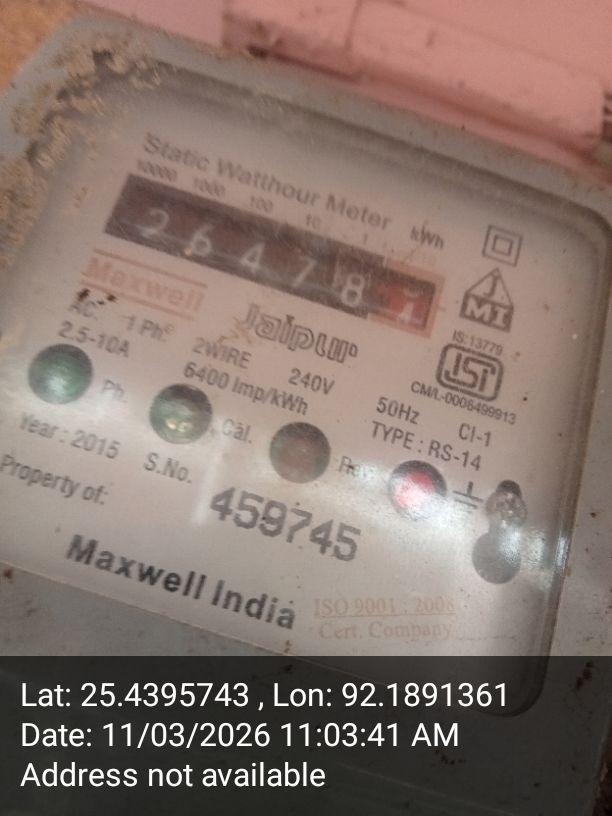 Static Watthour Meter
10000 1000 100 10 1 kWh
2 6 4 7 8 1
Maxwell
Jaipur
AC. 1 Ph. 2WIRE 240V 50Hz Cl-1
2.5-10A 6400 Imp/kWh TYPE : RS-14
JMI
IS:13779
ISI
CM/L-0006499913
Ph. Cal. Rev.
Year : 2015 S.No. 459745
Property of:
Maxwell India
ISO 9001 : 2008
Cert. Company
Lat: 25.4395743 , Lon: 92.1891361
Date: 11/03/2026 11:03:41 AM
Address not available